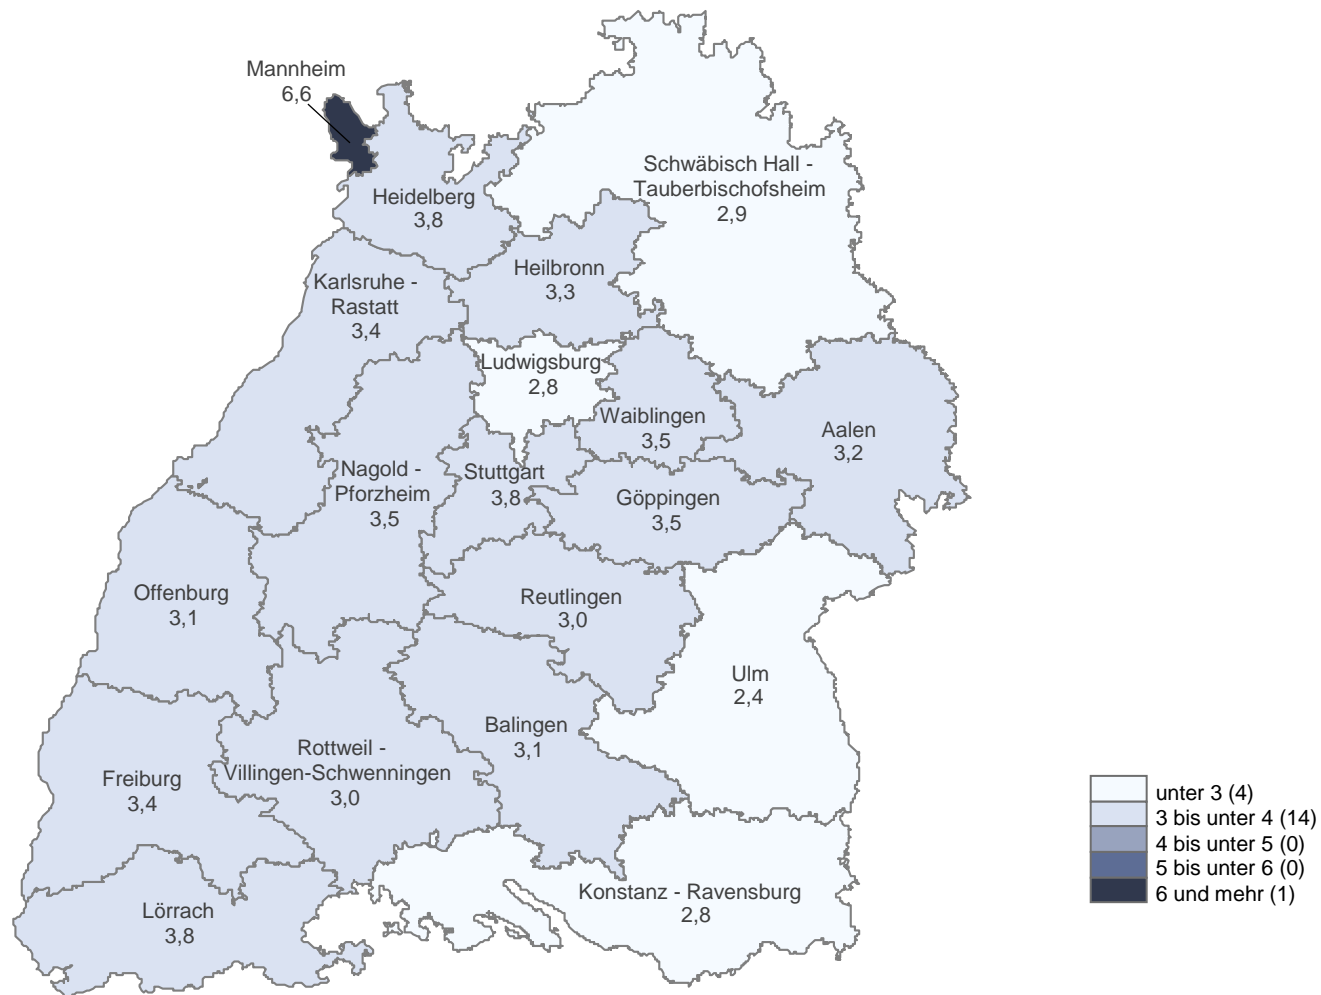 Mannheim
6,6
Schwäbisch Hall -
Tauberbischofsheim
2,9
Heidelberg
3,8
Heilbronn
3,3
Karlsruhe -
Rastatt
3,4
Ludwigsburg
2,8
Waiblingen
3,5
Aalen
3,2
Nagold -
Pforzheim
3,5
Stuttgart
3,8
Göppingen
3,5
Offenburg
3,1
Reutlingen
3,0
Ulm
2,4
Balingen
3,1
Rottweil -
Villingen-Schwenningen
3,0
Freiburg
3,4
Konstanz - Ravensburg
2,8
Lörrach
3,8
unter 3 (4)
3 bis unter 4 (14)
4 bis unter 5 (0)
5 bis unter 6 (0)
6 und mehr (1)